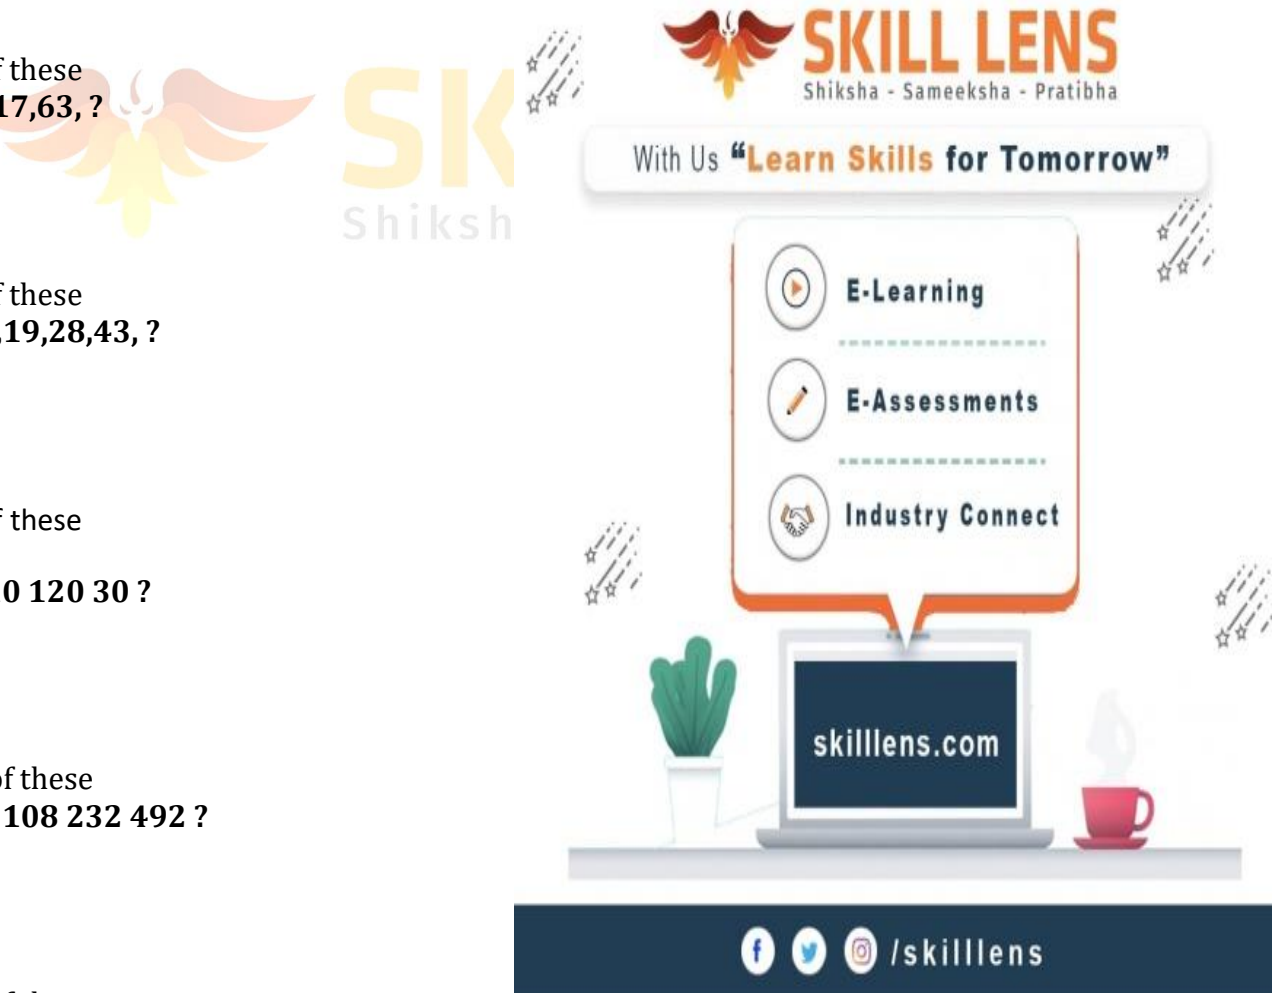 f these
17,63, ?
SK
Shiksh
f these
,19,28,43, ?
f these
0 120 30 ?
of these
108 232 492 ?
SKILL LENS
Shiksha - Sameeksha - Pratibha
With Us “Learn Skills for Tomorrow”
E-Learning
E-Assessments
Industry Connect
skilllens.com
/skilllens